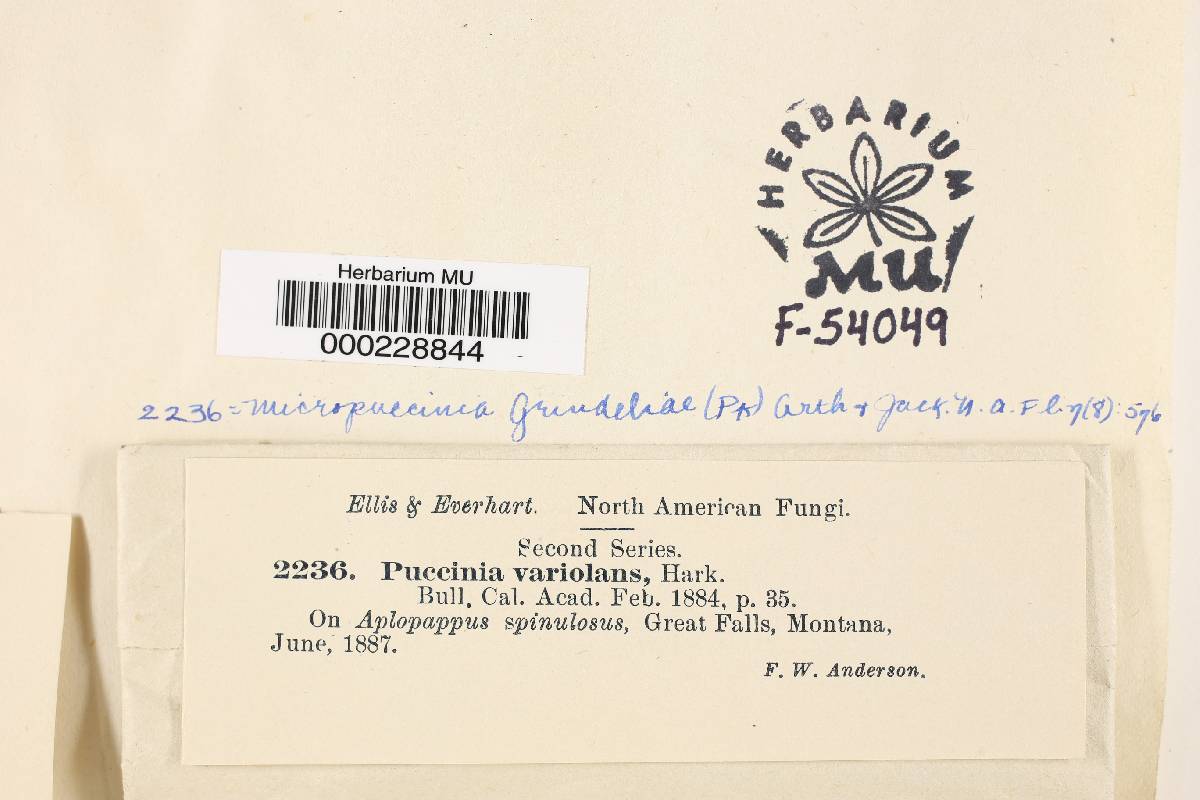 HERBARIUM
MU
F-54049
Herbarium MU
000228844
2236 = Micropuccinia Grindeliae (Pk) Arth & Jack. N. A. Fl. 7(8): 576
Ellis & Everhart. North American Fungi.
Second Series.
2236. Puccinia variolans, Hark.
Bull. Cal. Acad. Feb. 1884, p. 35.
On Aplopappus spinulosus, Great Falls, Montana,
June, 1887.
F. W. Anderson.